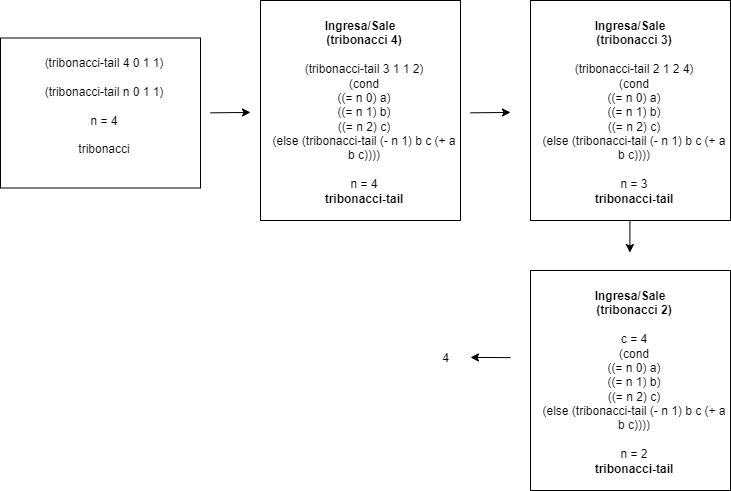 (tribonacci-tail 4 0 1 1)
(tribonacci-tail n 0 1 1)
n = 4
tribonacci
Ingresa/Sale
(tribonacci 4)
(tribonacci-tail 3 1 1 2)
(cond
((= n 0) a)
((= n 1) b)
((= n 2) c)
(else (tribonacci-tail (- n 1) b c (+ a
b c))))
n = 4
tribonacci-tail
Ingresa/Sale
(tribonacci 3)
(tribonacci-tail 2 1 2 4)
(cond
((= n 0) a)
((= n 1) b)
((= n 2) c)
(else (tribonacci-tail (- n 1) b c (+ a
b c))))
n = 3
tribonacci-tail
Ingresa/Sale
(tribonacci 2)
c = 4
(cond
((= n 0) a)
((= n 1) b)
((= n 2) c)
(else (tribonacci-tail (- n 1) b c (+ a
b c))))
n = 2
tribonacci-tail
4